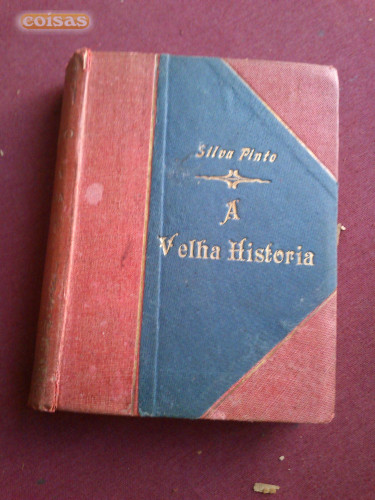 coisas
Silva Pinto
A
Velha Historia